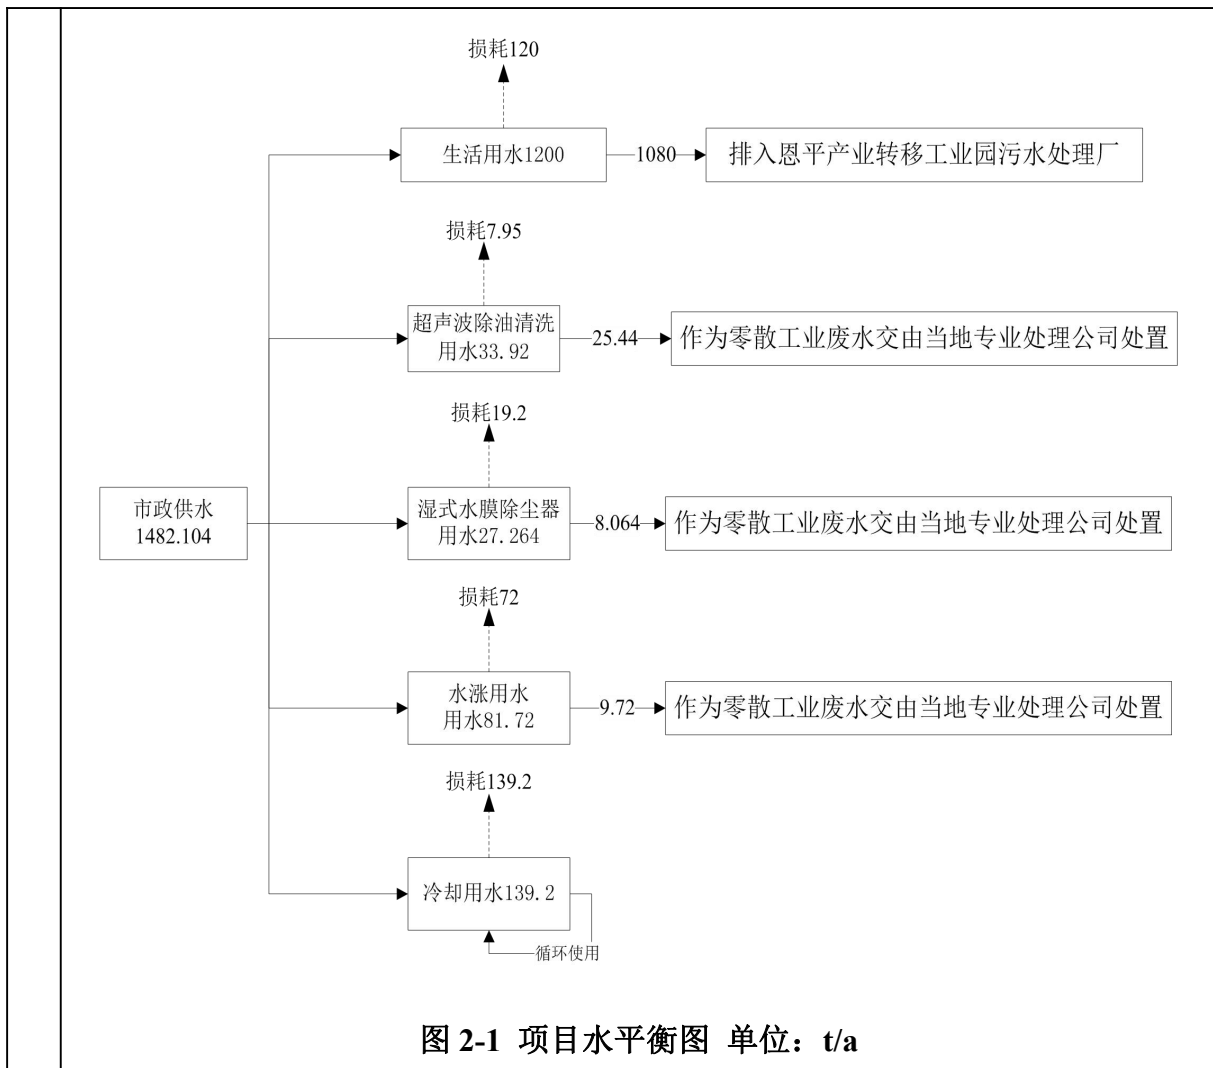 损耗120
生活用水1200
1080
排入恩平产业转移工业园污水处理厂
损耗7.95
超声波除油清洗
用水33.92
25.44
作为零散工业废水交由当地专业处理公司处置
损耗19.2
市政供水
1482.104
湿式水膜除尘器
用水27.264
8.064
作为零散工业废水交由当地专业处理公司处置
损耗72
水涨用水
用水81.72
9.72
作为零散工业废水交由当地专业处理公司处置
损耗139.2
冷却用水139.2
循环使用
图 2-1 项目水平衡图 单位：t/a